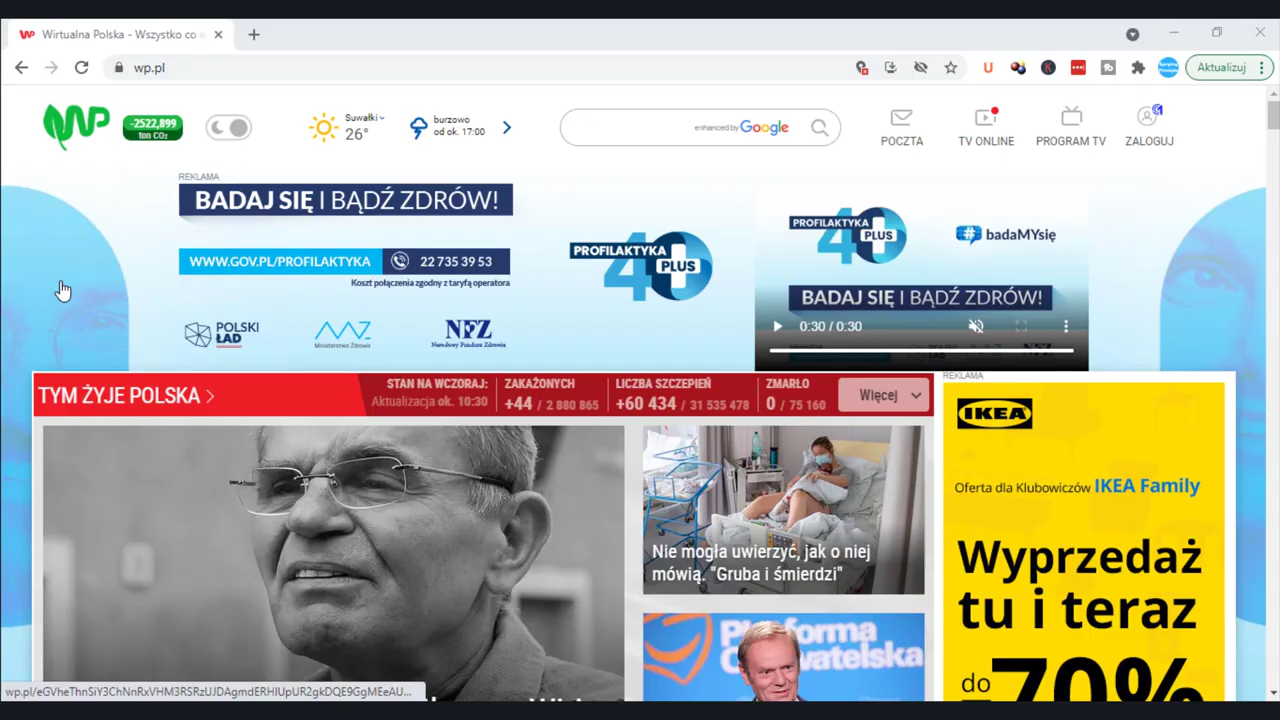 Wirtualna Polska - Wszystko co
wp.pl
Aktualizuj
WP
-2522,899
ton CO₂
Suwałki
26°
burzowo
od ok. 17:00
enhanced by Google
POCZTA
TV ONLINE
PROGRAM TV
ZALOGUJ
REKLAMA
BADAJ SIĘ I BĄDŹ ZDRÓW!
WWW.GOV.PL/PROFILAKTYKA
22 735 39 53
Koszt połączenia zgodny z taryfą operatora
POLSKI
ŁAD
Ministerstwo Zdrowia
NFZ
Narodowy Fundusz Zdrowia
PROFILAKTYKA
40
PLUS
PROFILAKTYKA
40
PLUS
# badaMYsię
BADAJ SIĘ I BĄDŹ ZDRÓW!
0:30 / 0:30
TYM ŻYJE POLSKA
STAN NA WCZORAJ:
Aktualizacja ok. 10:30
ZAKAŻONYCH
+44 / 2 880 865
LICZBA SZCZEPIEŃ
+60 434 / 31 535 478
ZMARŁO
0 / 75 160
Więcej
Nie mogła uwierzyć, jak o niej
mówią. "Gruba i śmierdzi"
Platforma
Obywatelska
REKLAMA
IKEA
Oferta dla Klubowiczów IKEA Family
Wyprzedaż
tu i teraz
do 70%
wp.pl/eGVheThnSiY3ChNnRxVHM3RSRzUJDAgmdERHIUpUR2gkDQE9GgMEeAU...